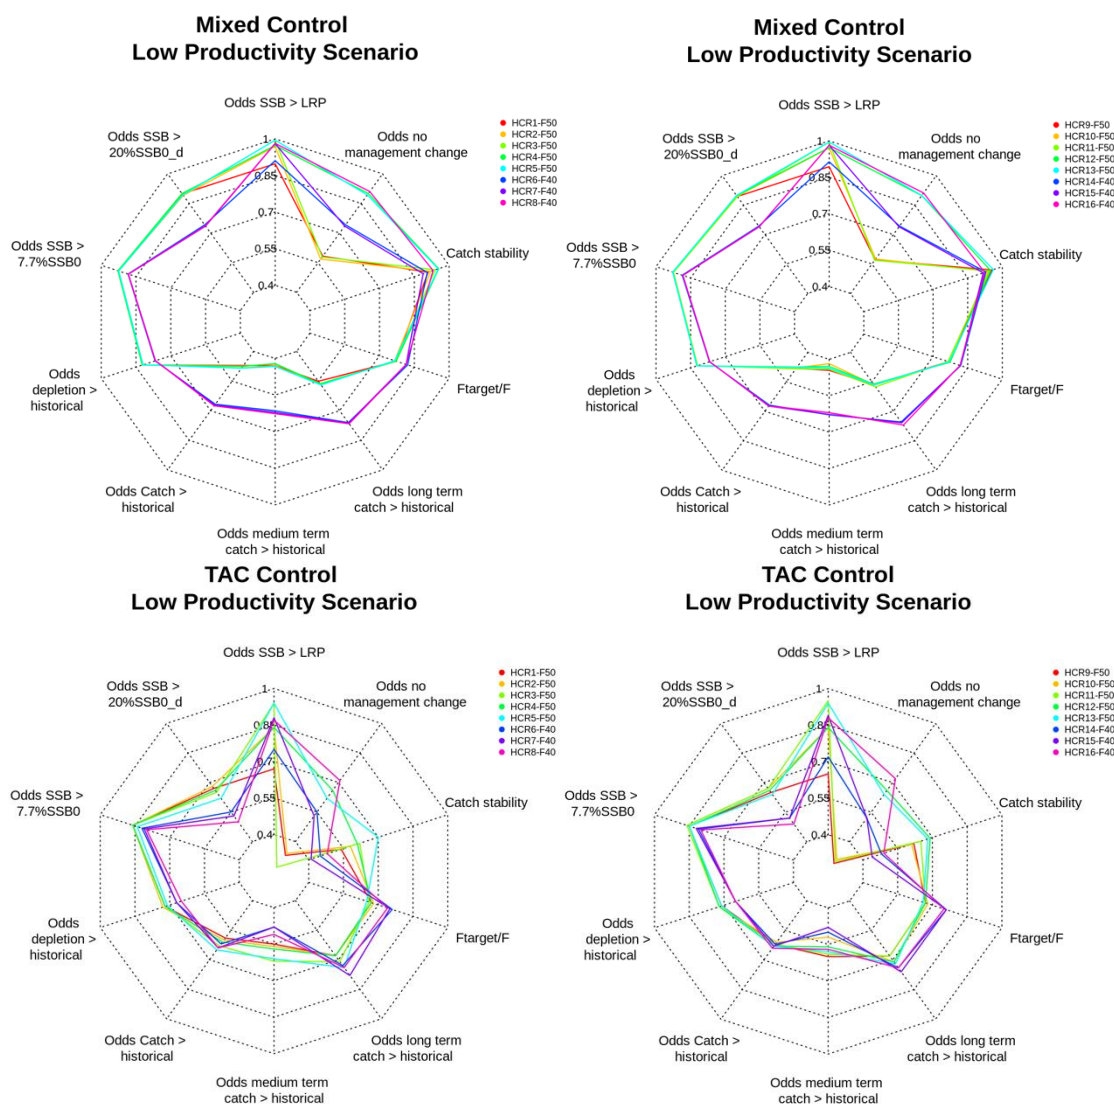 Mixed Control
Low Productivity Scenario
Odds SSB > LRP
Odds SSB >
20%SSB0_d
Odds no
management change
1
0.85
0.7
0.55
0.4
HCR1-F50
HCR2-F50
HCR3-F50
HCR4-F50
HCR5-F50
HCR6-F40
HCR7-F40
HCR8-F40
Odds SSB >
7.7%SSB0
Catch stability
Odds
depletion >
historical
Ftarget/F
Odds Catch >
historical
Odds long term
catch > historical
Odds medium term
catch > historical
Mixed Control
Low Productivity Scenario
Odds SSB > LRP
Odds SSB >
20%SSB0_d
Odds no
management change
1
0.85
0.7
0.55
0.4
HCR9-F50
HCR10-F50
HCR11-F50
HCR12-F50
HCR13-F50
HCR14-F40
HCR15-F40
HCR16-F40
Odds SSB >
7.7%SSB0
Catch stability
Odds
depletion >
historical
Ftarget/F
Odds Catch >
historical
Odds long term
catch > historical
Odds medium term
catch > historical
TAC Control
Low Productivity Scenario
Odds SSB > LRP
Odds SSB >
20%SSB0_d
Odds no
management change
1
0.85
0.7
0.55
0.4
HCR1-F50
HCR2-F50
HCR3-F50
HCR4-F50
HCR5-F50
HCR6-F40
HCR7-F40
HCR8-F40
Odds SSB >
7.7%SSB0
Catch stability
Odds
depletion >
historical
Ftarget/F
Odds Catch >
historical
Odds long term
catch > historical
Odds medium term
catch > historical
TAC Control
Low Productivity Scenario
Odds SSB > LRP
Odds SSB >
20%SSB0_d
Odds no
management change
1
0.85
0.7
0.55
0.4
HCR9-F50
HCR10-F50
HCR11-F50
HCR12-F50
HCR13-F50
HCR14-F40
HCR15-F40
HCR16-F40
Odds SSB >
7.7%SSB0
Catch stability
Odds
depletion >
historical
Ftarget/F
Odds Catch >
historical
Odds long term
catch > historical
Odds medium term
catch > historical